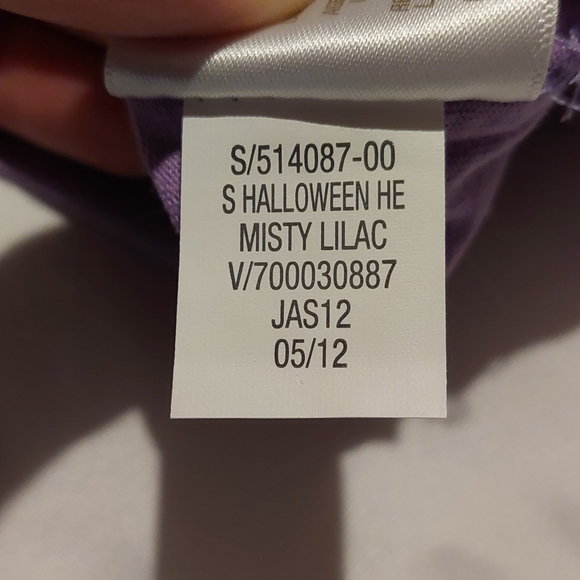 S/514087-00
S HALLOWEEN HE
MISTY LILAC
V/700030887
JAS12
05/12